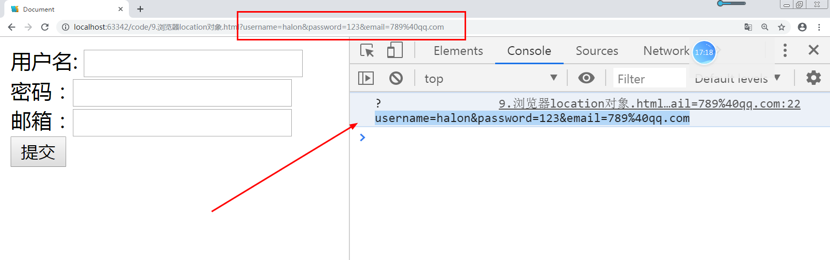 Document
localhost:63342/code/9.浏览器location对象.html?username=halon&password=123&email=789%40qq.com
用户名:
密码：
邮箱：
提交
Elements Console Sources Network
17:18
top
Filter
Default levels
? 9.浏览器location对象.html…ail=789%40qq.com:22
username=halon&password=123&email=789%40qq.com